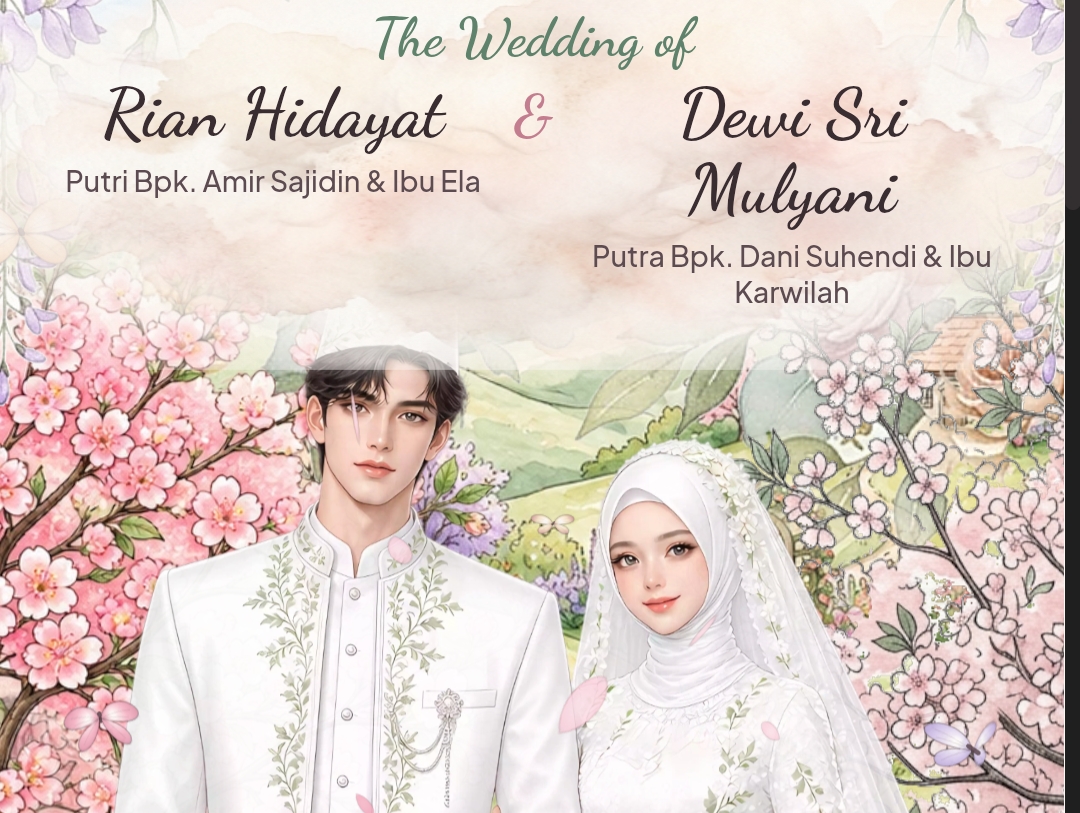 The Wedding of
Rian Hidayat
&
Dewi Sri
Mulyani
Putri Bpk. Amir Sajidin & Ibu Ela
Putra Bpk. Dani Suhendi & Ibu
Karwilah